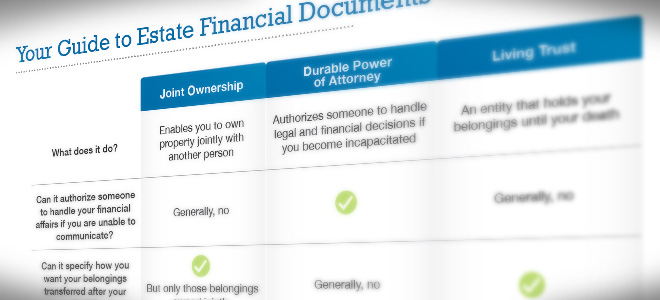 Your Guide to Estate Financial Documents
Joint Ownership
Durable Power
of Attorney
Living Trust
What does it do?
Enables you to own
property jointly with
another person
Authorizes someone to handle
legal and financial decisions if
you become incapacitated
An entity that holds your
belongings until your death
Can it authorize someone
to handle your financial
affairs if you are unable to
communicate?
Generally, no
Generally, no
Can it specify how you
want your belongings
transferred after your
But only those belongings
Generally, no